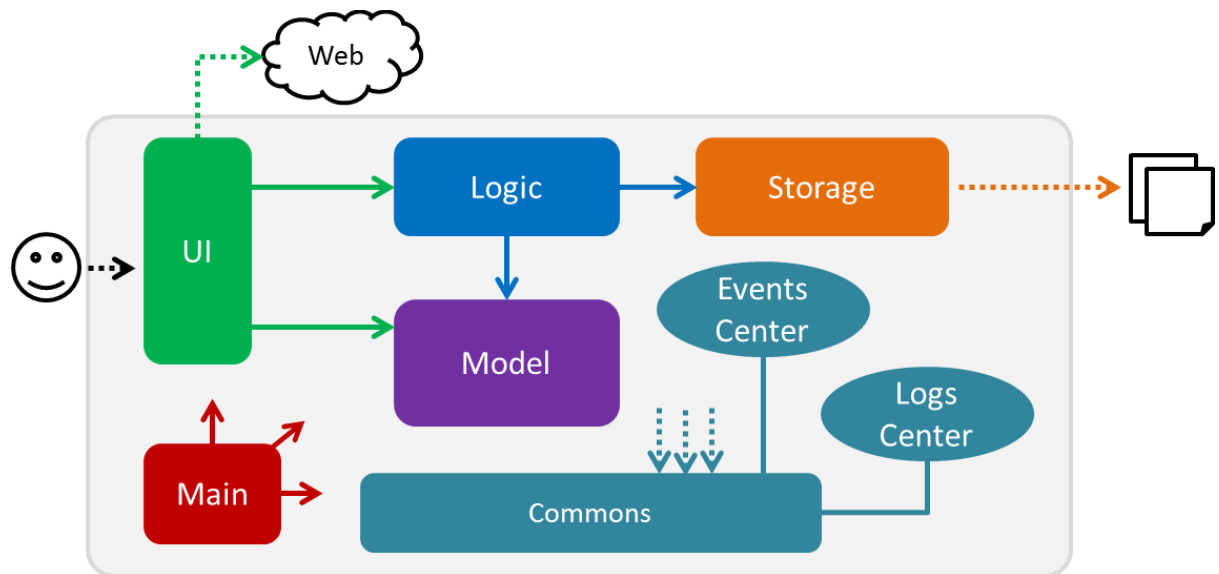 Web
UI
Logic
Storage
Model
Events
Center
Logs
Center
Main
Commons